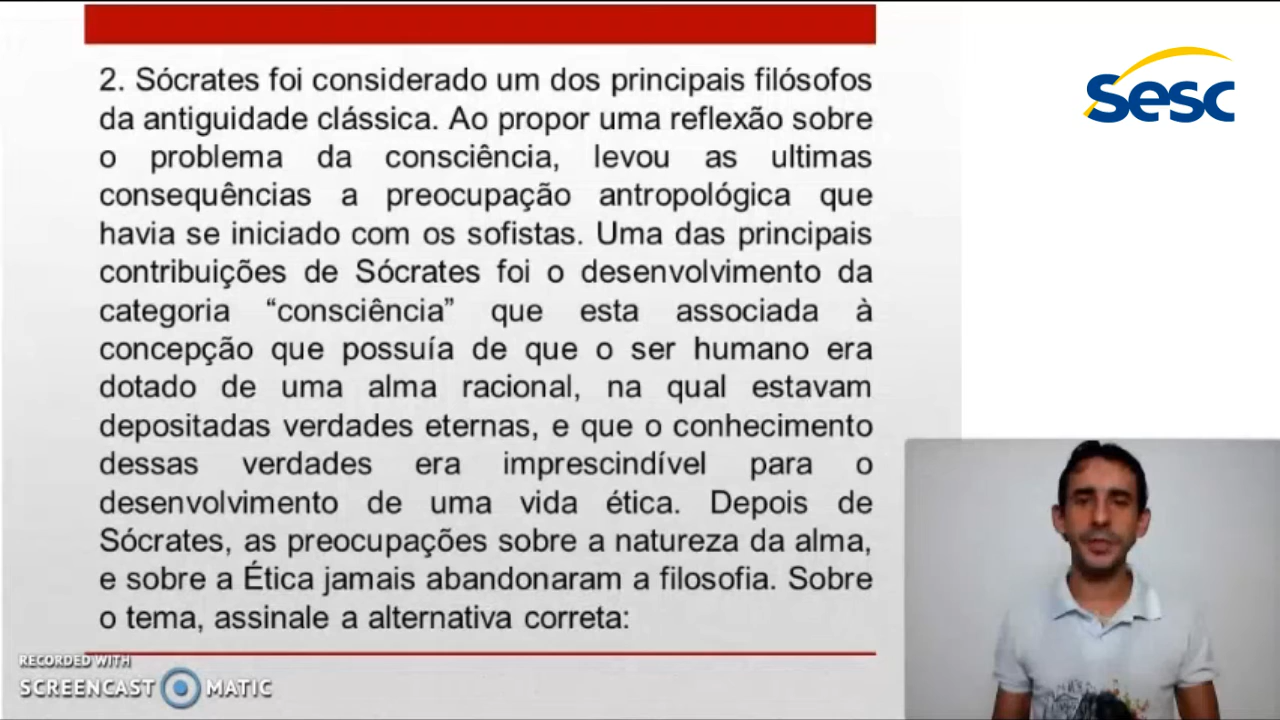 2. Sócrates foi considerado um dos principais filósofos
da antiguidade clássica. Ao propor uma reflexão sobre
o problema da consciência, levou as ultimas
consequências a preocupação antropológica que
havia se iniciado com os sofistas. Uma das principais
contribuições de Sócrates foi o desenvolvimento da
categoria “consciência” que esta associada à
concepção que possuía de que o ser humano era
dotado de uma alma racional, na qual estavam
depositadas verdades eternas, e que o conhecimento
dessas verdades era imprescindível para o
desenvolvimento de uma vida ética. Depois de
Sócrates, as preocupações sobre a natureza da alma,
e sobre a Ética jamais abandonaram a filosofia. Sobre
o tema, assinale a alternativa correta:
Sesc
RECORDED WITH
SCREENCAST MATIC